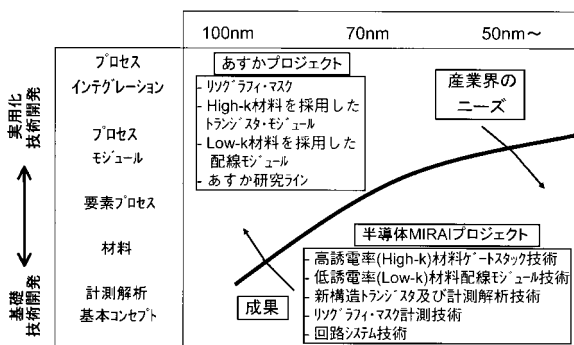 100nm 70nm 50nm～
実用化
技術開発
基礎
技術開発
プロセス
インテグレーション
プロセス
モジュール
要素プロセス
材料
計測解析
基本コンセプト
あすかプロジェクト
- リソグラフィ・マスク
- High-k材料を採用した
トランジスタ・モジュール
- Low-k材料を採用した
配線モジュール
- あすか研究ライン
産業界の
ニーズ
成果
半導体MIRAIプロジェクト
- 高誘電率(High-k)材料ゲートスタック技術
- 低誘電率(Low-k)材料配線モジュール技術
- 新構造トランジスタ及び計測解析技術
- リソグラフィ・マスク計測技術
- 回路システム技術